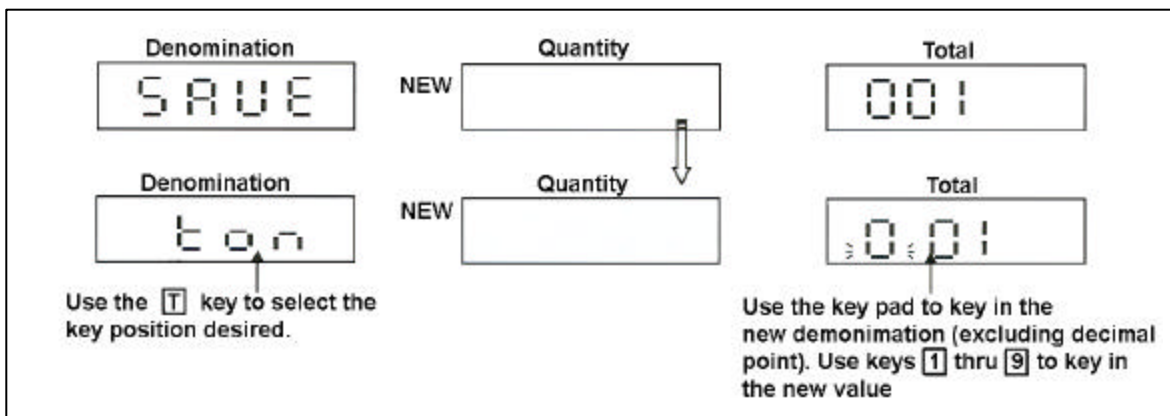 Denomination Quantity Total
SAVE NEW 001
Denomination Quantity Total
ton NEW 0 01
Use the T key to select the
key position desired.
Use the key pad to key in the
new demonimation (excluding decimal
point). Use keys 1 thru 9 to key in
the new value